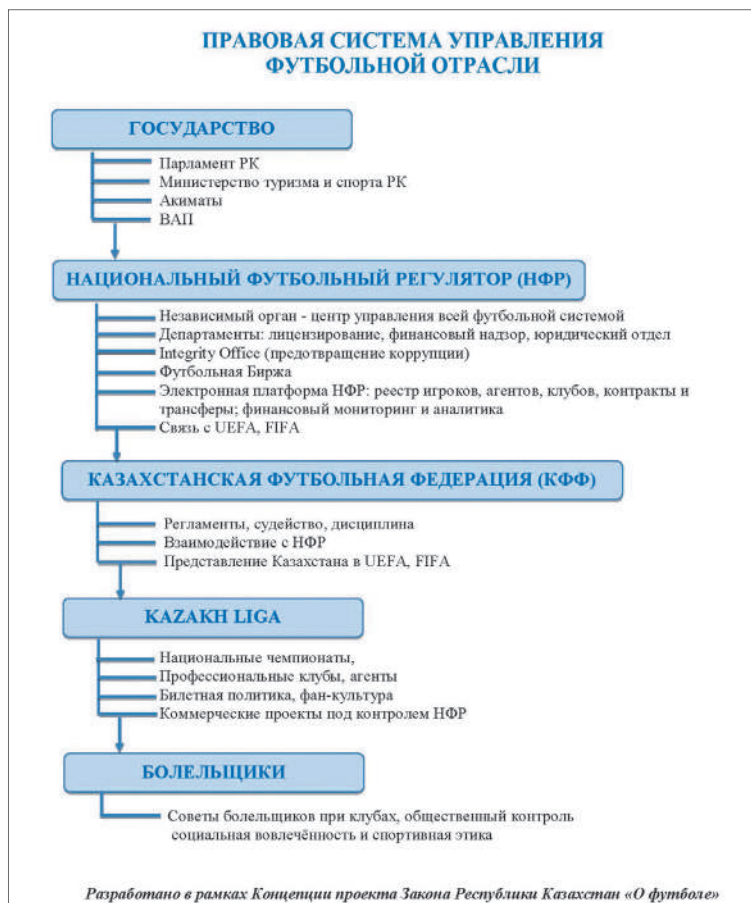 ПРАВОВАЯ СИСТЕМА УПРАВЛЕНИЯ
ФУТБОЛЬНОЙ ОТРАСЛИ
ГОСУДАРСТВО
Парламент РК
Министерство туризма и спорта РК
Акиматы
ВАП
НАЦИОНАЛЬНЫЙ ФУТБОЛЬНЫЙ РЕГУЛЯТОР (НФР)
Независимый орган - центр управления всей футбольной системой
Департаменты: лицензирование, финансовый надзор, юридический отдел
Integrity Office (предотвращение коррупции)
Футбольная Биржа
Электронная платформа НФР: реестр игроков, агентов, клубов, контракты и
трансферы; финансовый мониторинг и аналитика
Связь с UEFA, FIFA
КАЗАХСТАНСКАЯ ФУТБОЛЬНАЯ ФЕДЕРАЦИЯ (КФФ)
Регламенты, судейство, дисциплина
Взаимодействие с НФР
Представление Казахстана в UEFA, FIFA
KAZAKH LIGA
Национальные чемпионаты,
Профессиональные клубы, агенты
Билетная политика, фан-культура
Коммерческие проекты под контролем НФР
БОЛЕЛЬЩИКИ
Советы болельщиков при клубах, общественный контроль
социальная вовлечённость и спортивная этика
Разработано в рамках Концепции проекта Закона Республики Казахстан «О футболе»